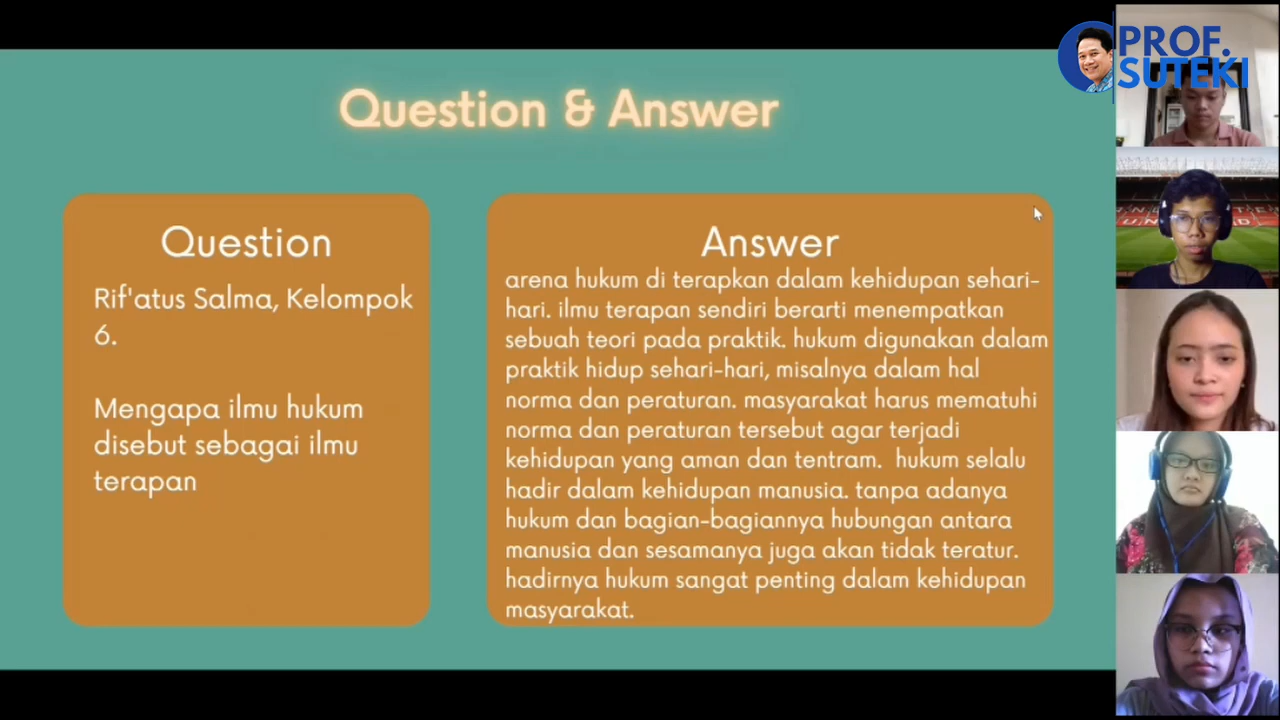 PROF.
SUTEKI
Question & Answer
Question
Rif'atus Salma, Kelompok
6.
Mengapa ilmu hukum
disebut sebagai ilmu
terapan
Answer
arena hukum di terapkan dalam kehidupan sehari-
hari. ilmu terapan sendiri berarti menempatkan
sebuah teori pada praktik. hukum digunakan dalam
praktik hidup sehari-hari, misalnya dalam hal
norma dan peraturan. masyarakat harus mematuhi
norma dan peraturan tersebut agar terjadi
kehidupan yang aman dan tentram. hukum selalu
hadir dalam kehidupan manusia. tanpa adanya
hukum dan bagian-bagiannya hubungan antara
manusia dan sesamanya juga akan tidak teratur.
hadirnya hukum sangat penting dalam kehidupan
masyarakat.